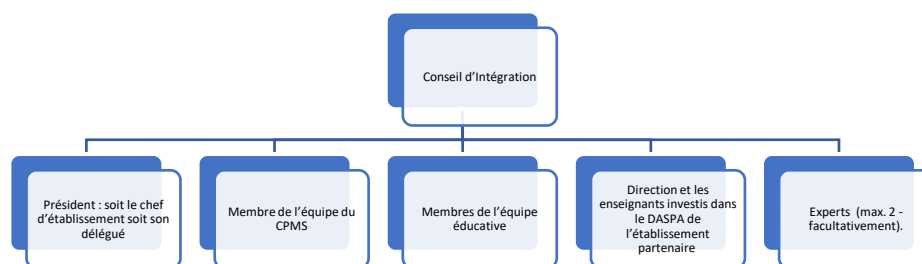 Conseil d’Intégration
Président : soit le chef
d’établissement soit son
délégué
Membre de l’équipe du
CPMS
Membres de l’équipe
éducative
Direction et les
enseignants investis dans
le DASPA de
l’établissement
partenaire
Experts (max. 2 -
facultativement).